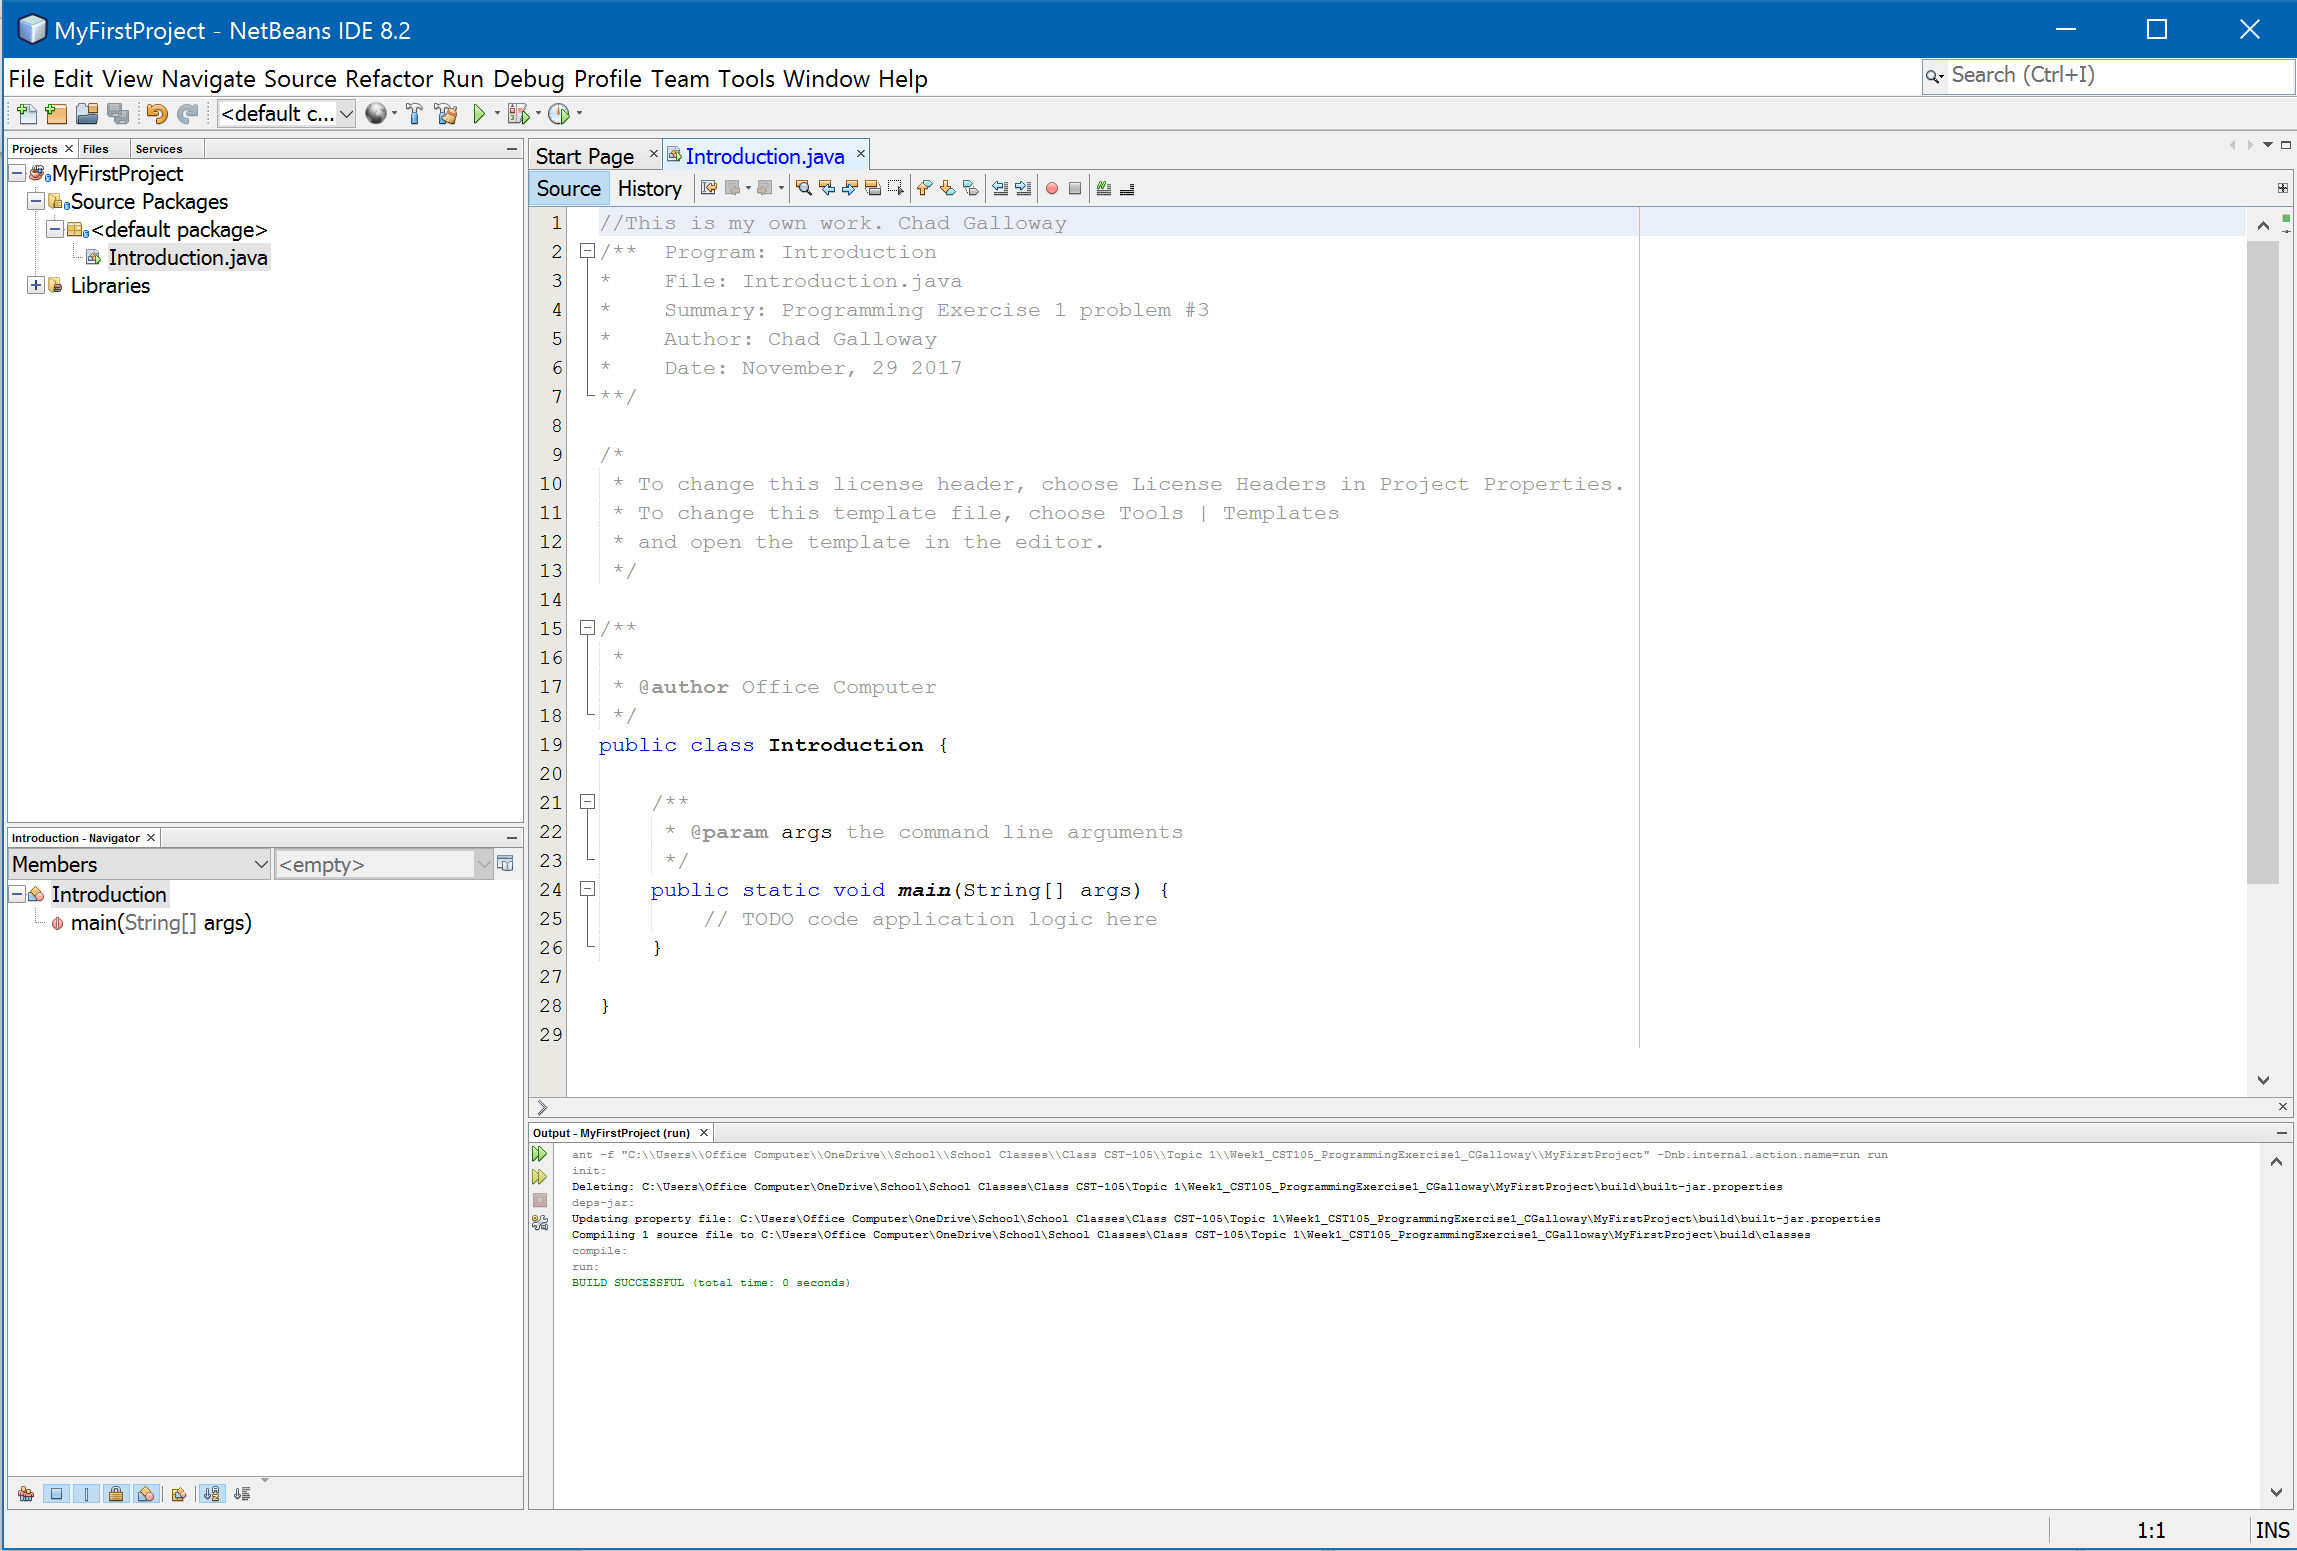 MyFirstProject - NetBeans IDE 8.2
File Edit View Navigate Source Refactor Run Debug Profile Team Tools Window Help
Search (Ctrl+I)
<default c...
Projects Files Services
MyFirstProject
Source Packages
<default package>
Introduction.java
Libraries
Introduction - Navigator
Members <empty>
Introduction
main(String[] args)
Start Page Introduction.java
Source History
1 //This is my own work. Chad Galloway
2 /**  Program: Introduction
3 *    File: Introduction.java
4 *    Summary: Programming Exercise 1 problem #3
5 *    Author: Chad Galloway
6 *    Date: November, 29 2017
7 **/
8
9 /*
10  * To change this license header, choose License Headers in Project Properties.
11  * To change this template file, choose Tools | Templates
12  * and open the template in the editor.
13  */
14
15 /**
16  *
17  * @author Office Computer
18  */
19 public class Introduction {
20
21     /**
22      * @param args the command line arguments
23      */
24     public static void main(String[] args) {
25         // TODO code application logic here
26     }
27
28 }
29
Output - MyFirstProject (run)
ant -f "C:\\Users\\Office Computer\\OneDrive\\School\\School Classes\\Class CST-105\\Topic 1\\Week1_CST105_ProgrammingExercise1_CGalloway\\MyFirstProject" -Dnb.internal.action.name=run run
init:
Deleting: C:\Users\Office Computer\OneDrive\School\School Classes\Class CST-105\Topic 1\Week1_CST105_ProgrammingExercise1_CGalloway\MyFirstProject\build\built-jar.properties
deps-jar:
Updating property file: C:\Users\Office Computer\OneDrive\School\School Classes\Class CST-105\Topic 1\Week1_CST105_ProgrammingExercise1_CGalloway\MyFirstProject\build\built-jar.properties
Compiling 1 source file to C:\Users\Office Computer\OneDrive\School\School Classes\Class CST-105\Topic 1\Week1_CST105_ProgrammingExercise1_CGalloway\MyFirstProject\build\classes
compile:
run:
BUILD SUCCESSFUL (total time: 0 seconds)
1:1 INS